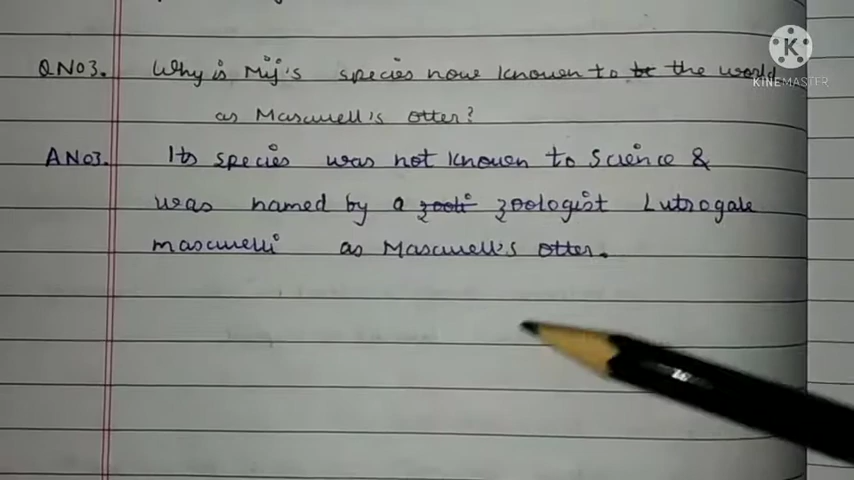 K
KINEMASTER
QNO3. Why is Mij's species now known to the world
as Maxwell's otter?
ANO3. Its species was not known to Science &
was named by a zoologist Lutrogale
maxwelli as Maxwell's otter.